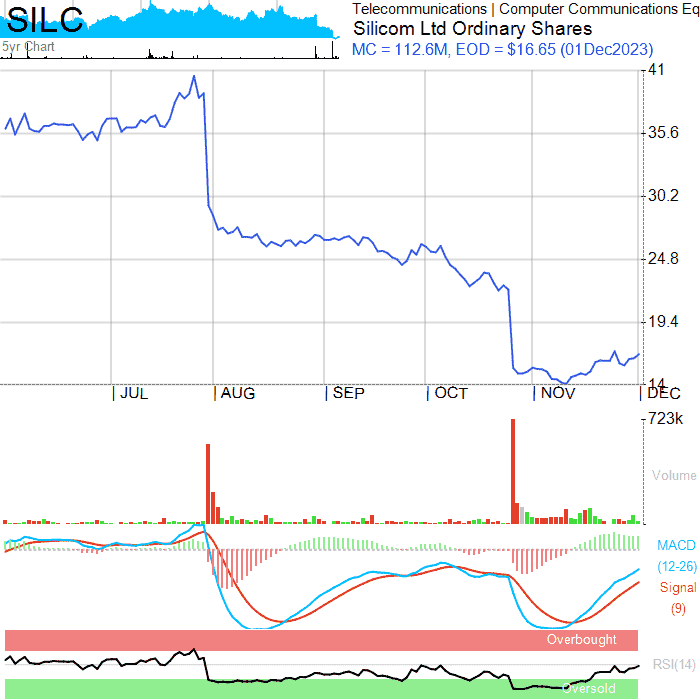 SILC
5yr Chart
Telecommunications | Computer Communications Eq
Silicom Ltd Ordinary Shares
MC = 112.6M, EOD = $16.65 (01Dec2023)
41
35.6
30.2
24.8
19.4
14
JUL AUG SEP OCT NOV DEC
723k
Volume
MACD
(12-26)
Signal
(9)
Overbought
RSI(14)
Oversold